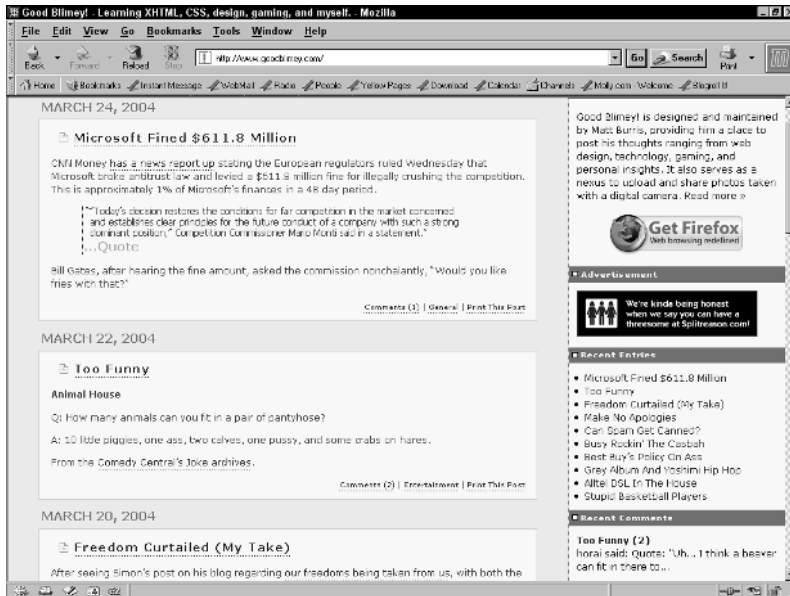 Good Blimey! - Learning XHTML, CSS, design, gaming, and myself. - Mozilla
File Edit View Go Bookmarks Tools Window Help
Back Forward Reload Stop http://www.goodblimey.com/ Go Search Print
Home Bookmarks Instant Message WebMail Radio People Yellow Pages Download Calendar Channels Molly.com - Welcome Blogroll It!
MARCH 24, 2004
Microsoft Fined $611.8 Million
CNN Money has a news report up stating the European regulators ruled Wednesday that
Microsoft broke antitrust law and levied a $611.8 million fine for illegally crushing the competition.
This is approximately 1% of Microsoft's finances in a 48 day period.
"Today's decision restores the conditions for fair competition in the market concerned
and establishes clear principles for the future conduct of a company with such a strong
dominant position," Competition Commissioner Mario Monti said in a statement."
...Quote
Bill Gates, after hearing the fine amount, asked the commission nonchalantly, "Would you like
fries with that?"
Comments (1) | General | Print This Post
MARCH 22, 2004
Too Funny
Animal House
Q: How many animals can you fit in a pair of pantyhose?
A: 10 little piggies, one ass, two calves, one pussy, and some crabs on hares.
From the Comedy Central's Joke archives.
Comments (2) | Entertainment | Print This Post
MARCH 20, 2004
Freedom Curtailed (My Take)
After seeing Simon's post on his blog regarding our freedoms being taken from us, with both the
Good Blimey! is designed and maintained
by Matt Burris, providing him a place to
post his thoughts ranging from web
design, technology, gaming, and
personal insights. It also serves as a
nexus to upload and share photos taken
with a digital camera. Read more »
Get Firefox
Web browsing redefined
Advertisement
We're kinda being honest
when we say you can have a
threesome at Splitreason.com!
Recent Entries
Microsoft Fined $611.8 Million
Too Funny
Freedom Curtailed (My Take)
Make No Apologies
Can Spam Get Canned?
Busy Rockin' The Casbah
Best Buy's Policy On Ass
Grey Album And Yoshimi Hip Hop
Alltel DSL In The House
Stupid Basketball Players
Recent Comments
Too Funny (2)
horai said: Quote: "Uh... I think a beaver
can fit in there to...